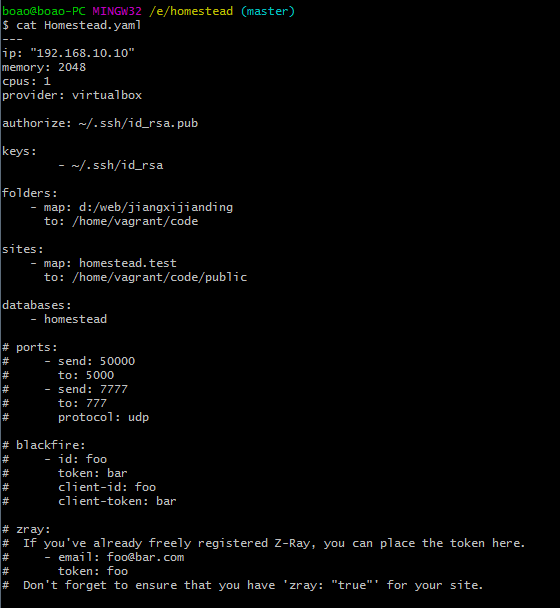 boao@boao-PC MINGW32 /e/homestead (master)
$ cat Homestead.yaml
---
ip: "192.168.10.10"
memory: 2048
cpus: 1
provider: virtualbox

authorize: ~/.ssh/id_rsa.pub

keys:
        - ~/.ssh/id_rsa

folders:
    - map: d:/web/jiangxijianding
      to: /home/vagrant/code

sites:
    - map: homestead.test
      to: /home/vagrant/code/public

databases:
    - homestead

# ports:
#     - send: 50000
#       to: 5000
#     - send: 7777
#       to: 777
#       protocol: udp

# blackfire:
#     - id: foo
#       token: bar
#       client-id: foo
#       client-token: bar

# zray:
#  If you've already freely registered Z-Ray, you can place the token here.
#     - email: foo@bar.com
#       token: foo
#  Don't forget to ensure that you have 'zray: "true"' for your site.